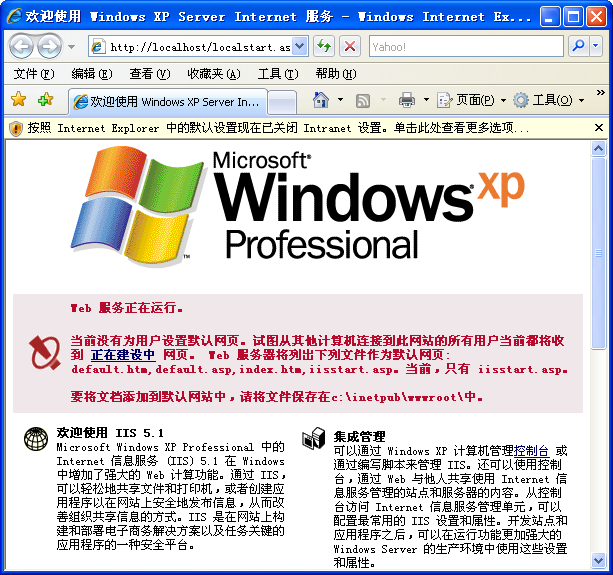 欢迎使用 Windows XP Server Internet 服务 - Windows Internet Ex...
http://localhost/localstart.as
Yahoo!
文件(F) 编辑(E) 查看(V) 收藏夹(A) 工具(T) 帮助(H)
欢迎使用 Windows XP Server In... 页面(P) 工具(O) »
按照 Internet Explorer 中的默认设置现在已关闭 Intranet 设置。单击此处查看更多选项...
Microsoft®
Windows® xp
Professional
Web 服务正在运行。
当前没有为用户设置默认网页。试图从其他计算机连接到此网站的所有用户当前都将收
到 正在建设中 网页。 Web 服务器将列出下列文件作为默认网页:
default.htm,default.asp,index.htm,iisstart.asp。当前，只有 iisstart.asp。
要将文档添加到默认网站中，请将文件保存在c:\inetpub\wwwroot\中。
欢迎使用 IIS 5.1
Microsoft Windows XP Professional 中的
Internet 信息服务 (IIS) 5.1 在 Windows
中增加了强大的 Web 计算功能。通过 IIS，
可以轻松地共享文件和打印机，或者创建应
用程序以在网站上安全地发布信息，从而改
善组织共享信息的方式。IIS 是在网站上构
建和部署电子商务解决方案以及任务关键的
应用程序的一种安全平台。
集成管理
可以通过 Windows XP 计算机管理控制台 或
通过编写脚本来管理 IIS。还可以使用控制
台，通过 Web 与他人共享使用 Internet 信
息服务管理的站点和服务器的内容。从控制
台访问 Internet 信息服务管理单元，可以
配置最常用的 IIS 设置和属性。开发站点和
应用程序之后，可以在运行功能更加强大的
Windows Server 的生产环境中使用这些设置
和属性。